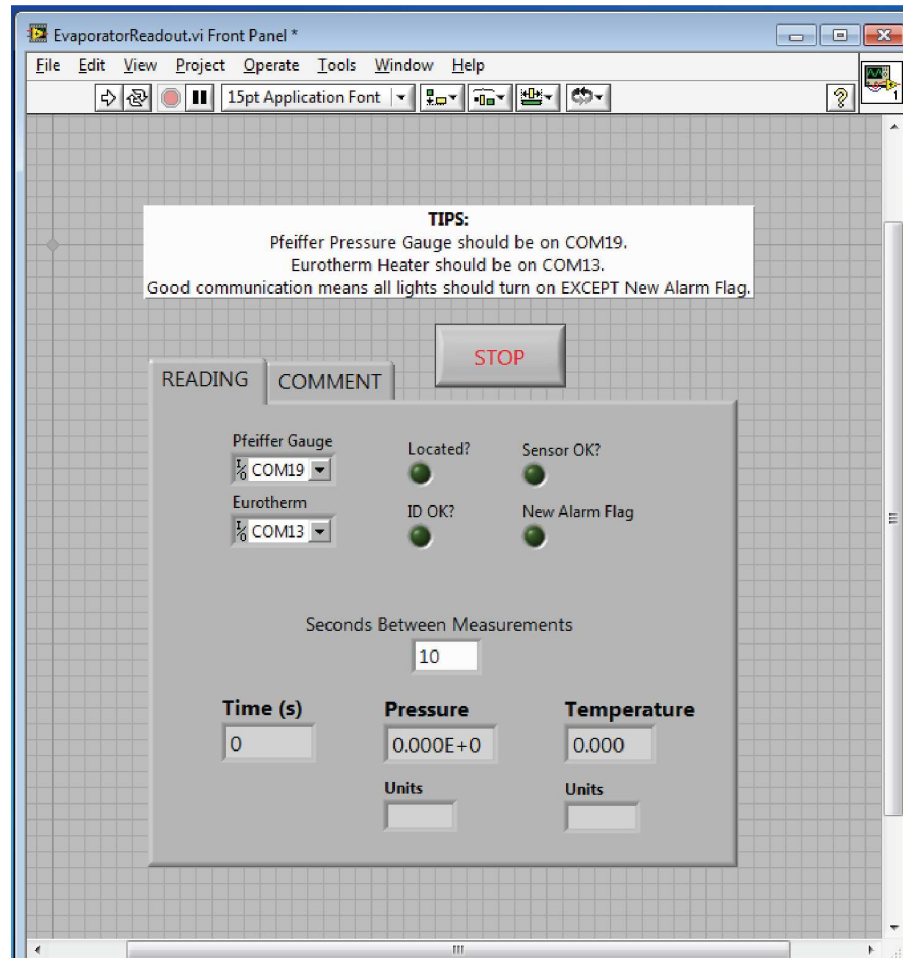 EvaporatorReadout.vi Front Panel *
File Edit View Project Operate Tools Window Help
15pt Application Font
?
1
TIPS:
Pfeiffer Pressure Gauge should be on COM19.
Eurotherm Heater should be on COM13.
Good communication means all lights should turn on EXCEPT New Alarm Flag.
STOP
READING COMMENT
Pfeiffer Gauge Located? Sensor OK?
I/O COM19
Eurotherm ID OK? New Alarm Flag
I/O COM13
Seconds Between Measurements
10
Time (s) Pressure Temperature
0 0.000E+0 0.000
Units Units